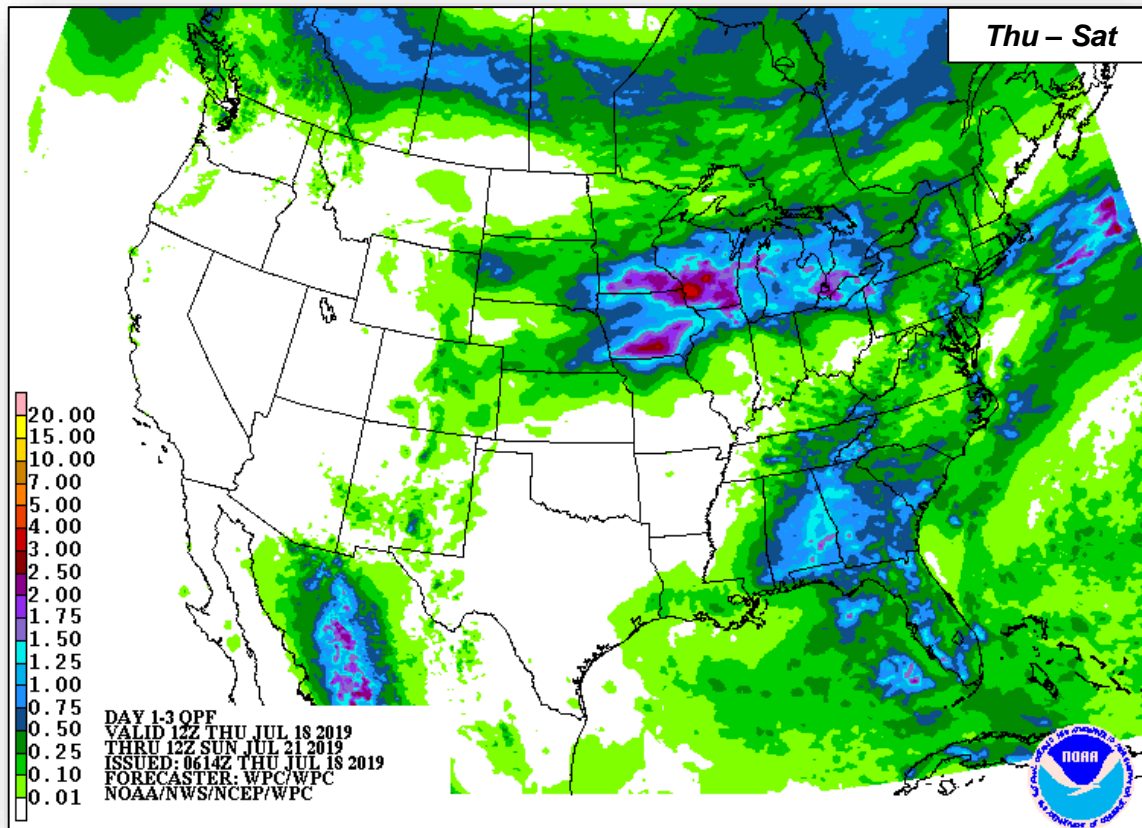 Thu – Sat
20.00
15.00
10.00
7.00
5.00
4.00
3.00
2.50
2.00
1.75
1.50
1.25
1.00
0.75
0.50
0.25
0.10
0.01
DAY 1-3 QPF
VALID 12Z THU JUL 18 2019
THRU 12Z SUN JUL 21 2019
ISSUED: 0614Z THU JUL 18 2019
FORECASTER: WPC/WPC
NOAA/NWS/NCEP/WPC
NOAA